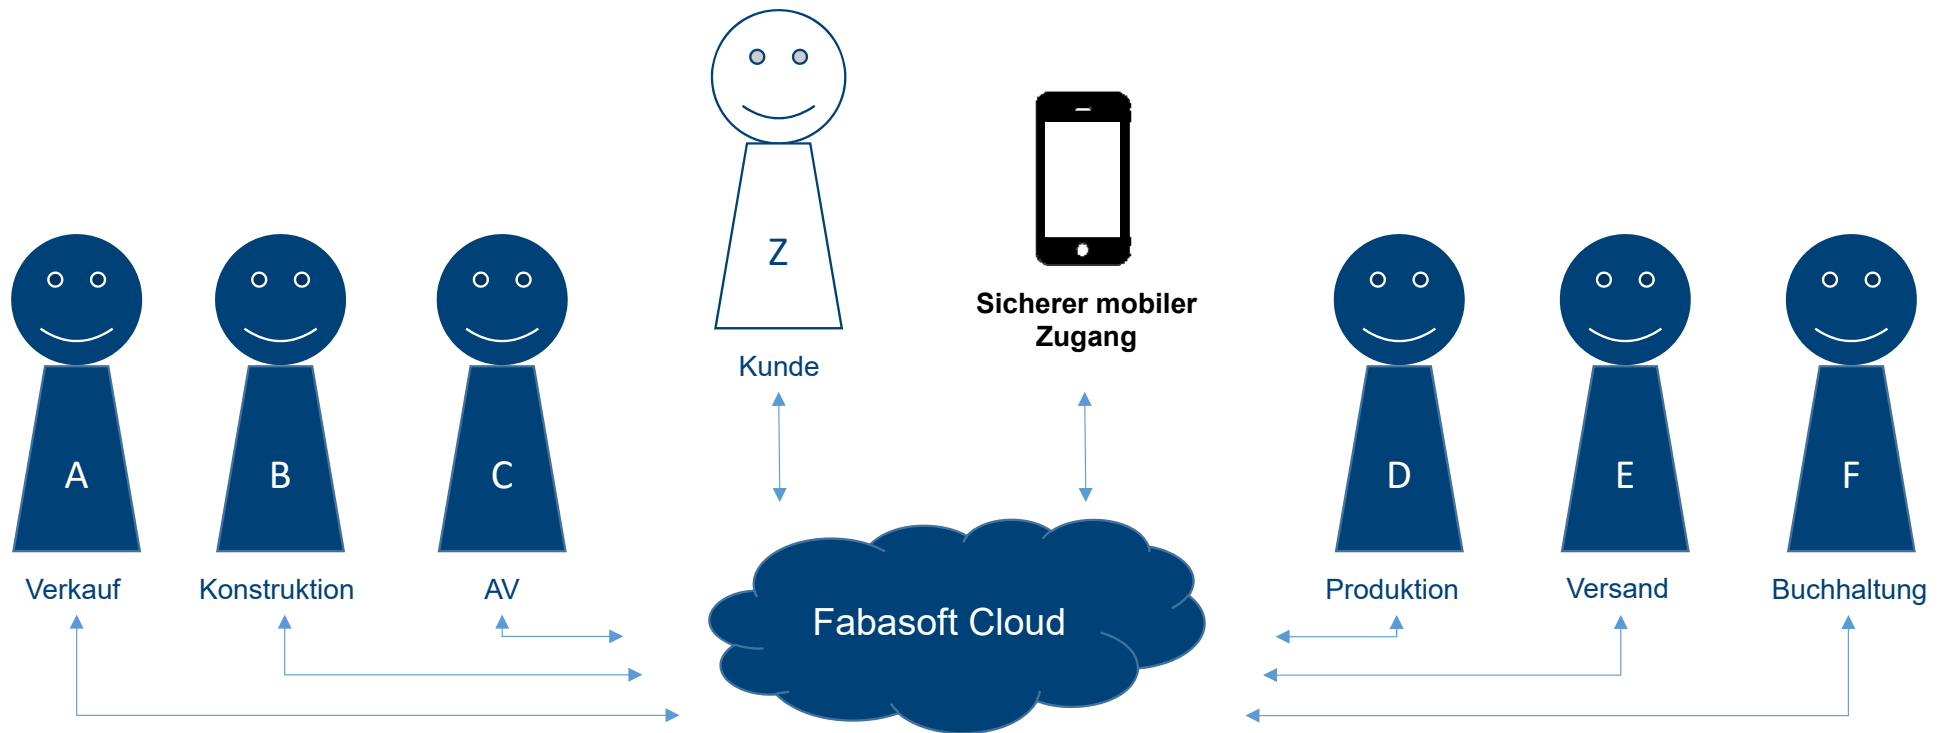 Z
Kunde
Sicherer mobiler
Zugang
A
B
C
D
E
F
Verkauf
Konstruktion
AV
Produktion
Versand
Buchhaltung
Fabasoft Cloud